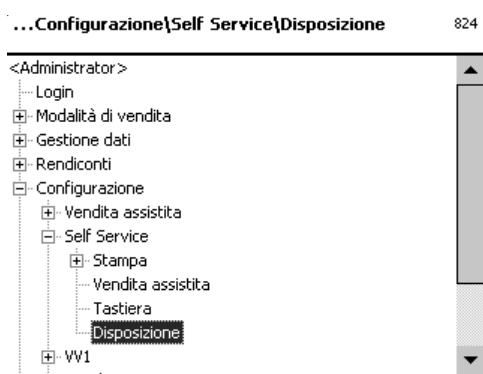 ...Configurazione\Self Service\Disposizione 824
<Administrator>
Login
Modalità di vendita
Gestione dati
Rendiconti
Configurazione
Vendita assistita
Self Service
Stampa
Vendita assistita
Tastiera
Disposizione
VV1